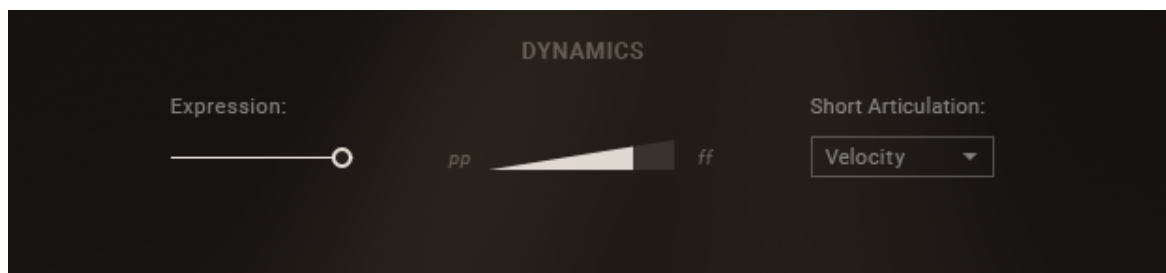 DYNAMICS
Expression:
Short Articulation:
pp
ff
Velocity